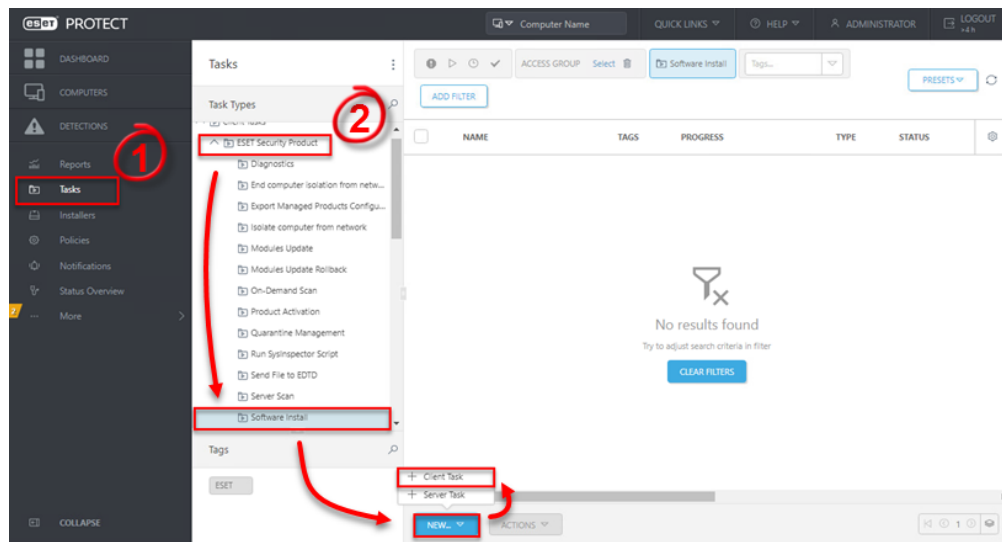 eset PROTECT
Computer Name
QUICK LINKS
HELP
ADMINISTRATOR
LOGOUT
>4 h
DASHBOARD
COMPUTERS
DETECTIONS
1
Reports
Tasks
Installers
Policies
Notifications
Status Overview
More
COLLAPSE
Tasks
Task Types
2
Client Tasks
ESET Security Product
Diagnostics
End computer isolation from netw...
Export Managed Products Configu...
Isolate computer from network
Modules Update
Modules Update Rollback
On-Demand Scan
Product Activation
Quarantine Management
Run SysInspector Script
Send File to EDTD
Server Scan
Software Install
Tags
ESET
ACCESS GROUP Select
Software Install
Tags...
PRESETS
ADD FILTER
NAME TAGS PROGRESS TYPE STATUS
No results found
Try to adjust search criteria in filter
CLEAR FILTERS
Client Task
Server Task
NEW...
ACTIONS
1